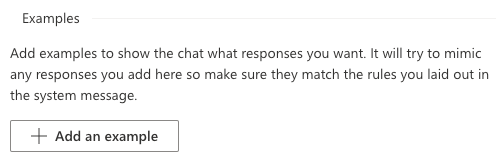 Examples
Add examples to show the chat what responses you want. It will try to mimic
any responses you add here so make sure they match the rules you laid out in
the system message.
Add an example